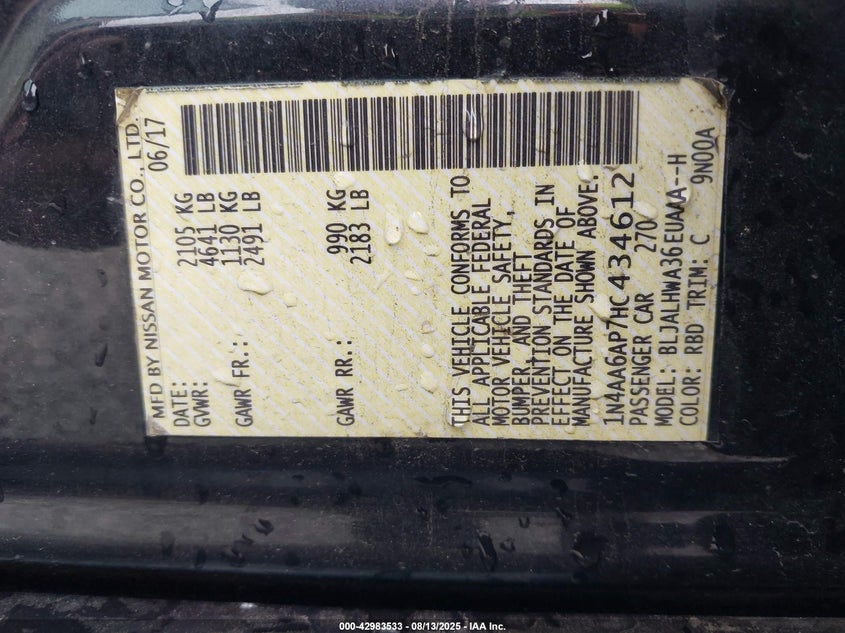 MFD BY NISSAN MOTOR CO., LTD.
DATE: 06/17
GVWR: 2105 KG
4641 LB
GAWR FR.: 1130 KG
2491 LB
GAWR RR.: 990 KG
2183 LB
THIS VEHICLE CONFORMS TO
ALL APPLICABLE FEDERAL
MOTOR VEHICLE SAFETY,
BUMPER, AND THEFT
PREVENTION STANDARDS IN
EFFECT ON THE DATE OF
MANUFACTURE SHOWN ABOVE.
1N4AA6AP7HC434612
PASSENGER CAR 270
MODEL: BLJALHWA36EUAAAA--H
COLOR: RBD TRIM: C 9N00A
000-42983533 - 08/13/2025 - IAA Inc.